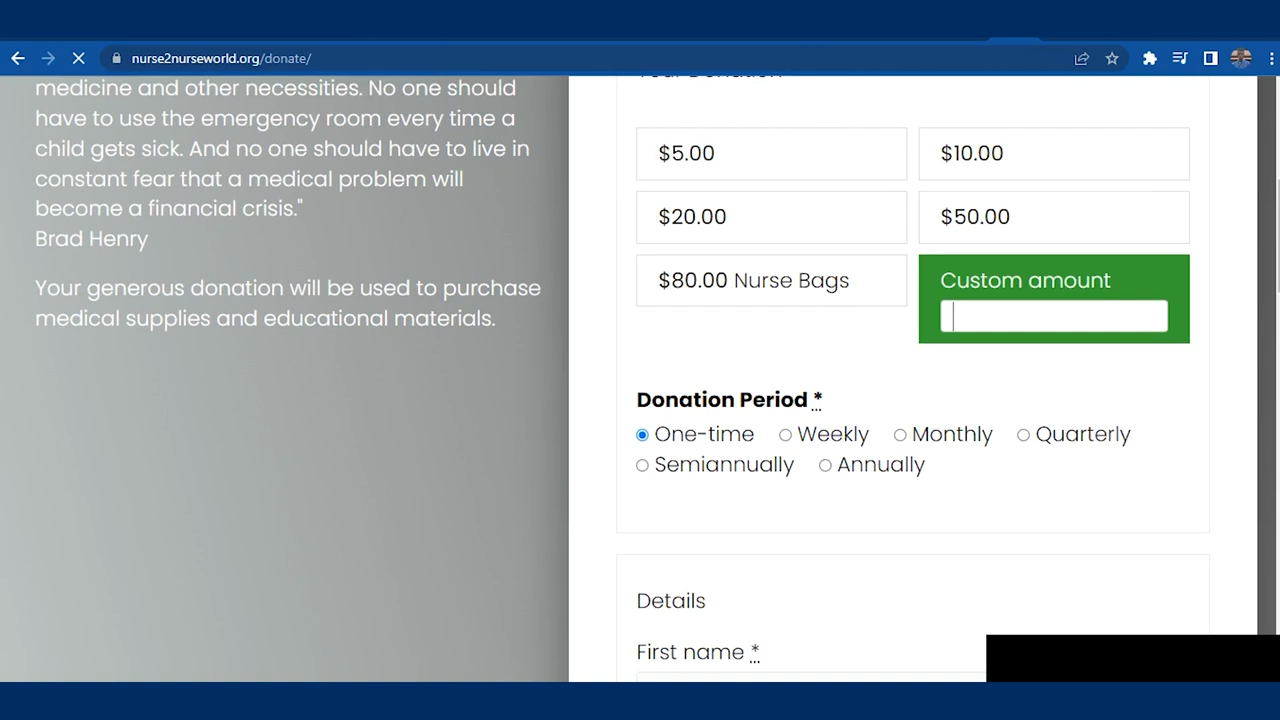 nurse2nurseworld.org/donate/
medicine and other necessities. No one should
have to use the emergency room every time a
child gets sick. And no one should have to live in
constant fear that a medical problem will
become a financial crisis."
Brad Henry
Your generous donation will be used to purchase
medical supplies and educational materials.
Your Donation
$5.00
$10.00
$20.00
$50.00
$80.00 Nurse Bags
Custom amount
Donation Period *
One-time Weekly Monthly Quarterly
Semiannually Annually
Details
First name *